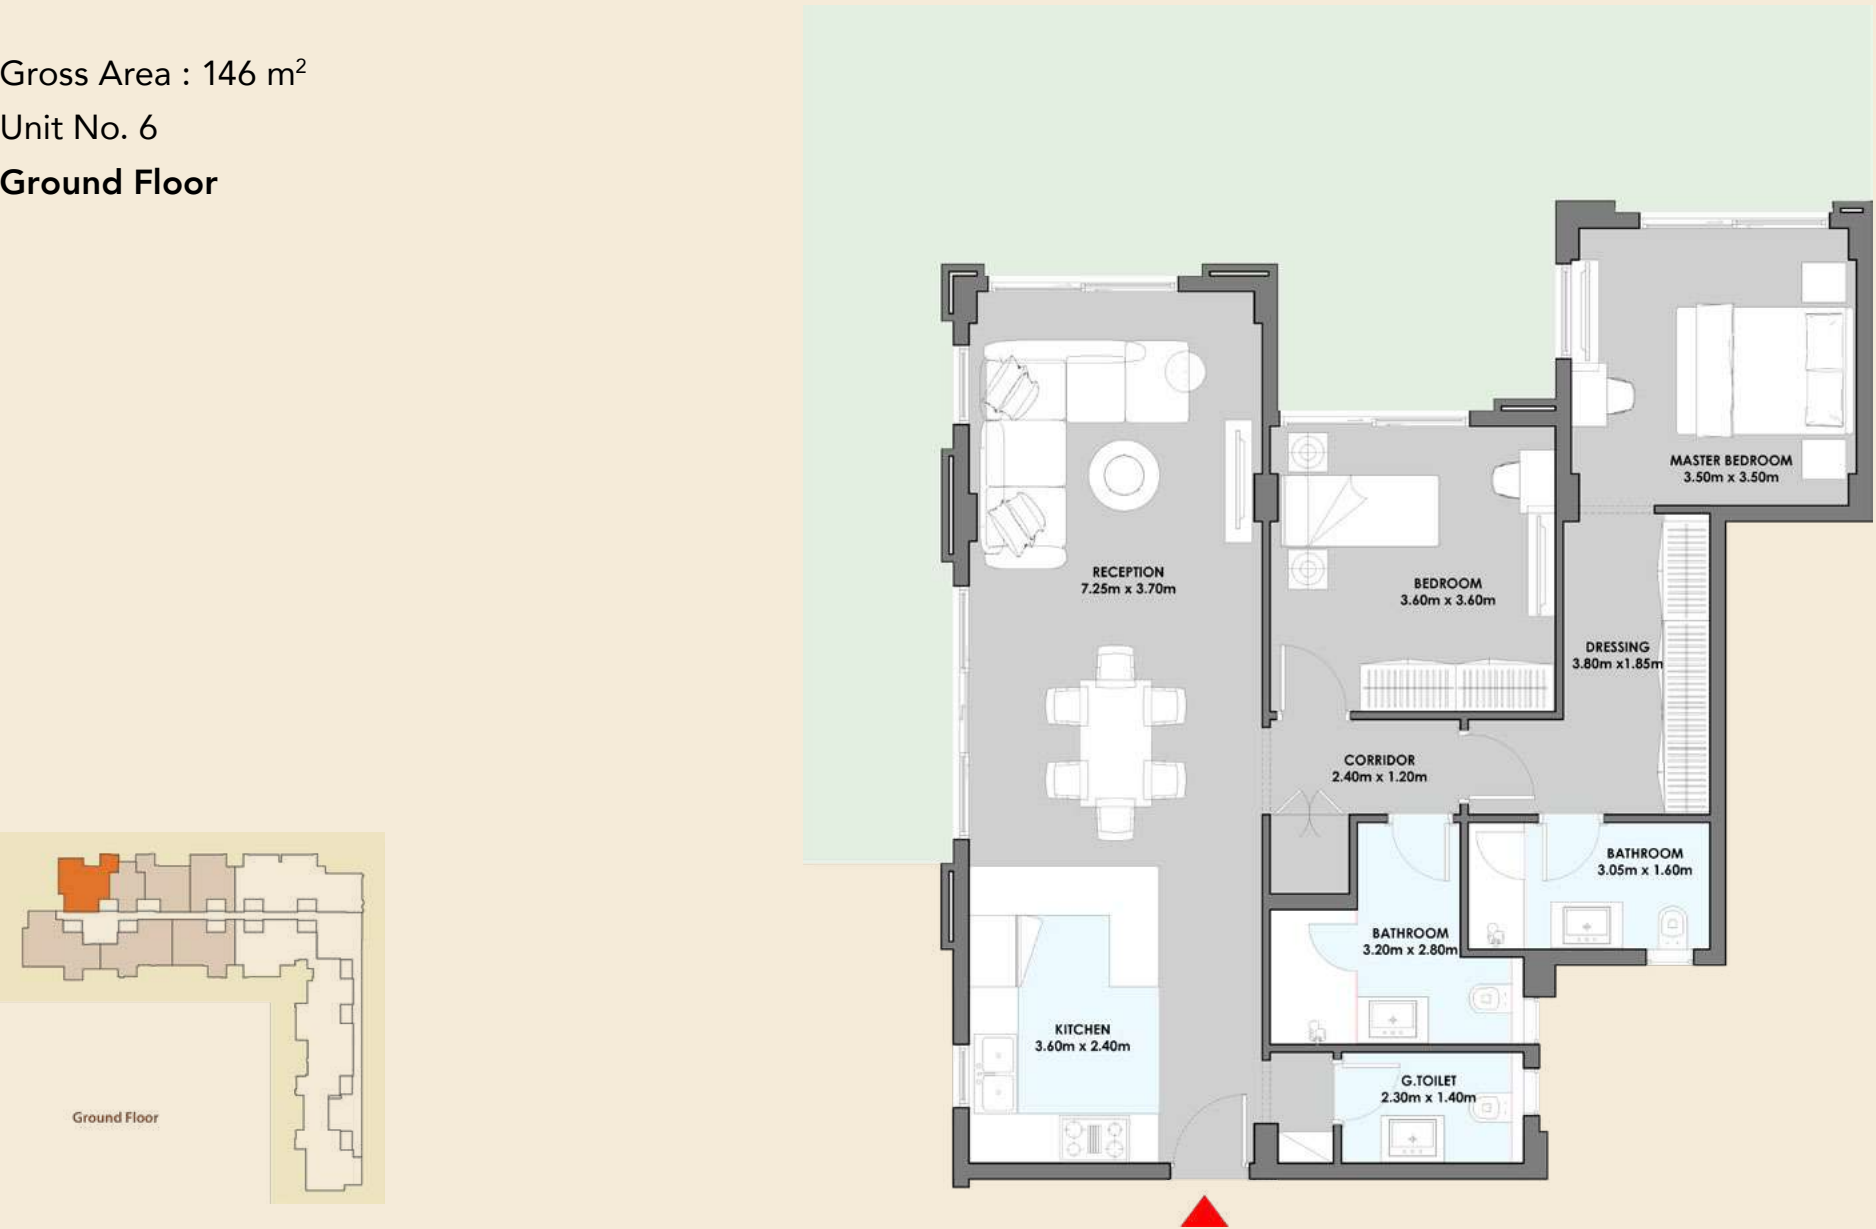 Gross Area : 146 m²
Unit No. 6
Ground Floor
MASTER BEDROOM
3.50m x 3.50m
RECEPTION
7.25m x 3.70m
BEDROOM
3.60m x 3.60m
DRESSING
3.80m x1.85m
CORRIDOR
2.40m x 1.20m
BATHROOM
3.05m x 1.60m
BATHROOM
3.20m x 2.80m
KITCHEN
3.60m x 2.40m
G.TOILET
2.30m x 1.40m
Ground Floor